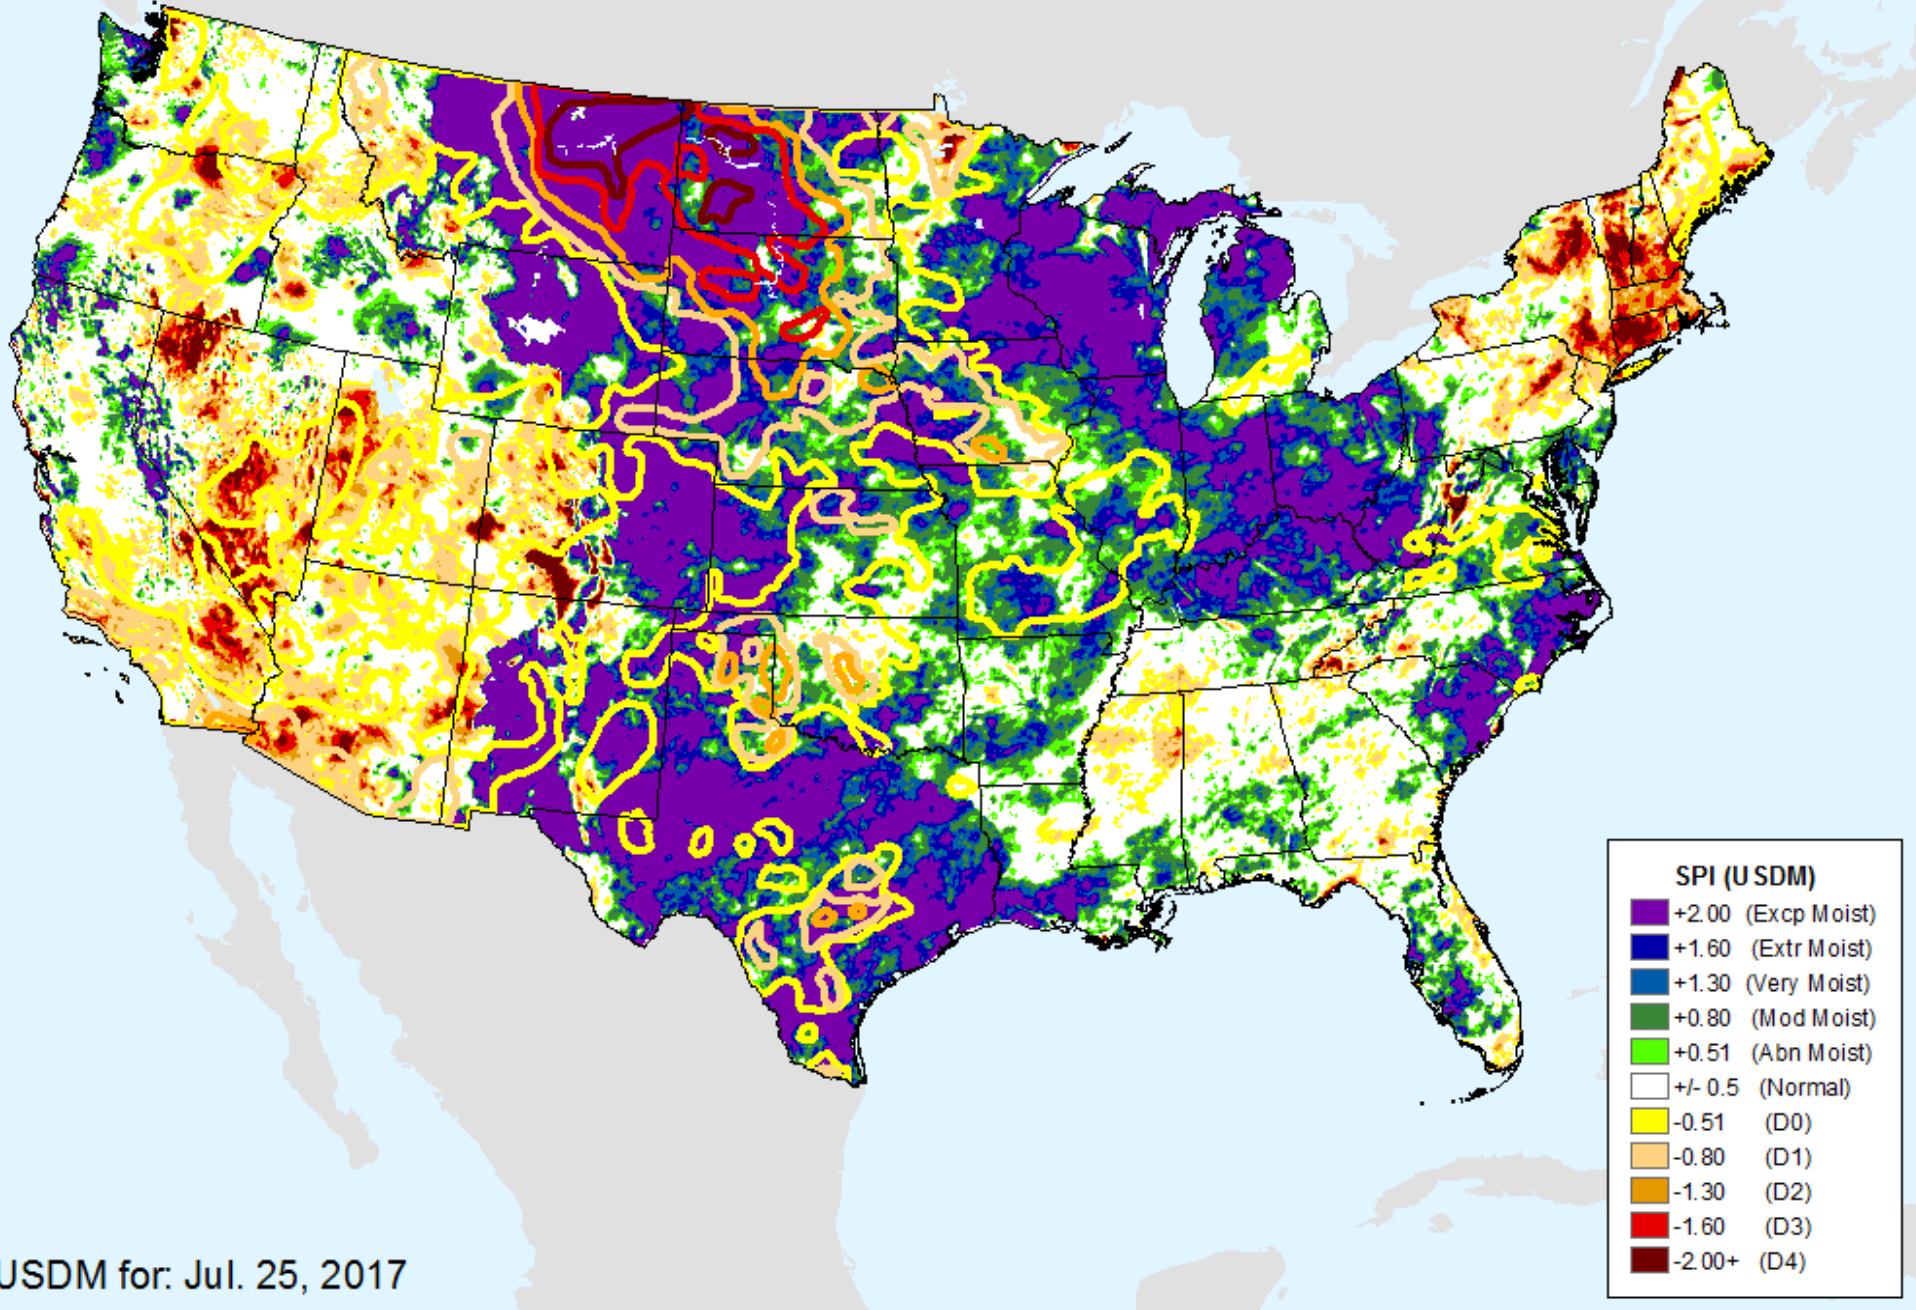 SPI (USDM)
+2.00 (Excp Moist)
+1.60 (Extr Moist)
+1.30 (Very Moist)
+0.80 (Mod Moist)
+0.51 (Abn Moist)
+/- 0.5 (Normal)
-0.51 (D0)
-0.80 (D1)
-1.30 (D2)
-1.60 (D3)
-2.00+ (D4)
USDM for: Jul. 25, 2017